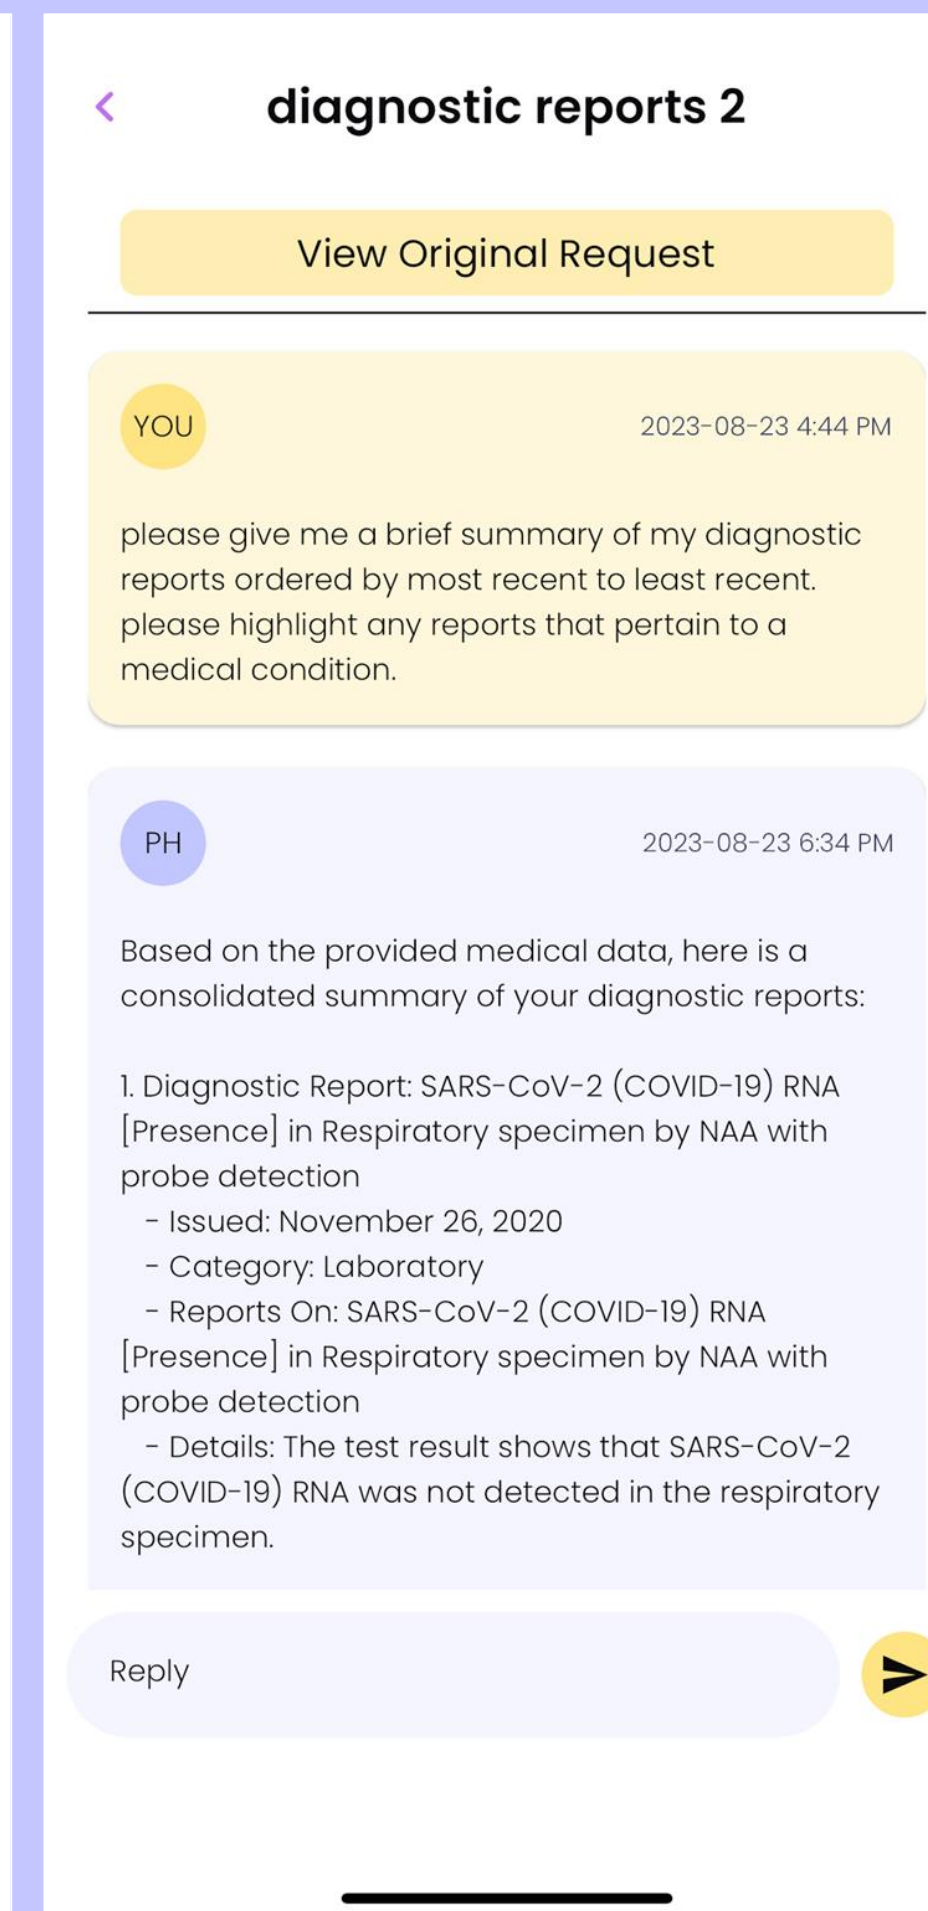 diagnostic reports 2
View Original Request
YOU
2023-08-23 4:44 PM
please give me a brief summary of my diagnostic
reports ordered by most recent to least recent.
please highlight any reports that pertain to a
medical condition.
PH
2023-08-23 6:34 PM
Based on the provided medical data, here is a
consolidated summary of your diagnostic reports:
1. Diagnostic Report: SARS-CoV-2 (COVID-19) RNA
[Presence] in Respiratory specimen by NAA with
probe detection
- Issued: November 26, 2020
- Category: Laboratory
- Reports On: SARS-CoV-2 (COVID-19) RNA
[Presence] in Respiratory specimen by NAA with
probe detection
- Details: The test result shows that SARS-CoV-2
(COVID-19) RNA was not detected in the respiratory
specimen.
Reply